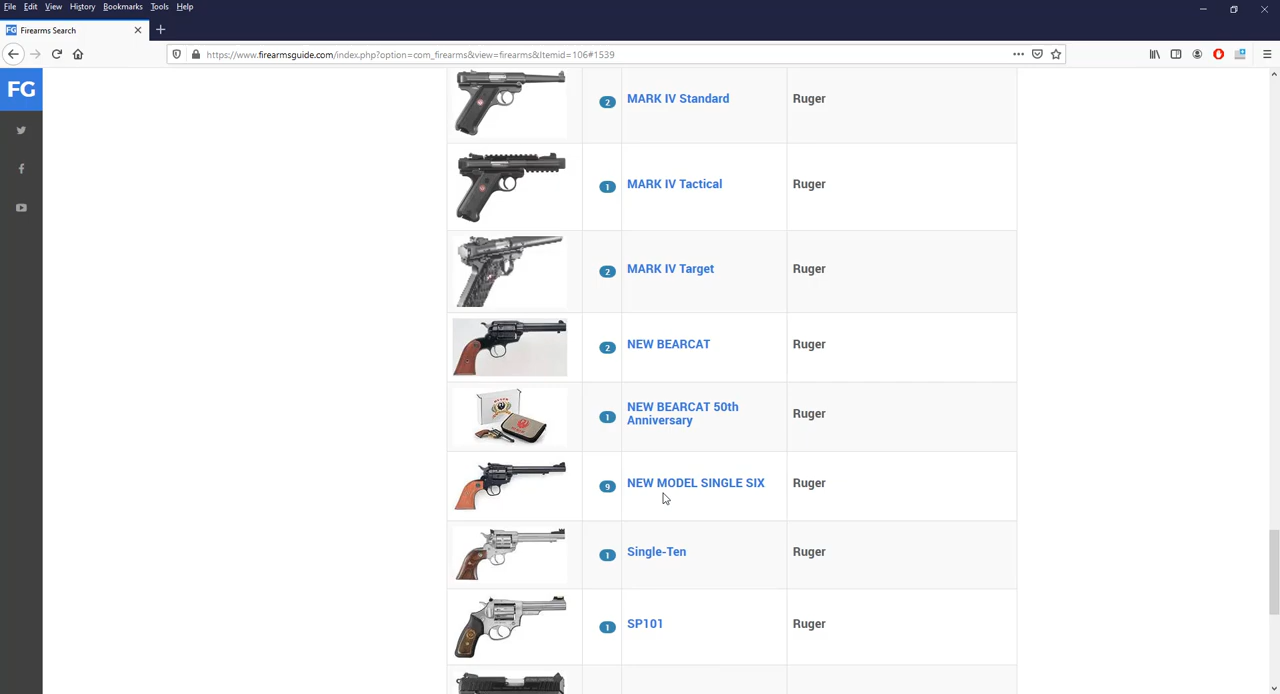 File Edit View History Bookmarks Tools Help
FG Firearms Search
https://www.firearmsguide.com/index.php?option=com_firearms&view=firearms&Itemid=106#1539
FG
2 MARK IV Standard Ruger
1 MARK IV Tactical Ruger
2 MARK IV Target Ruger
2 NEW BEARCAT Ruger
1 NEW BEARCAT 50th Ruger
Anniversary
9 NEW MODEL SINGLE SIX Ruger
1 Single-Ten Ruger
1 SP101 Ruger